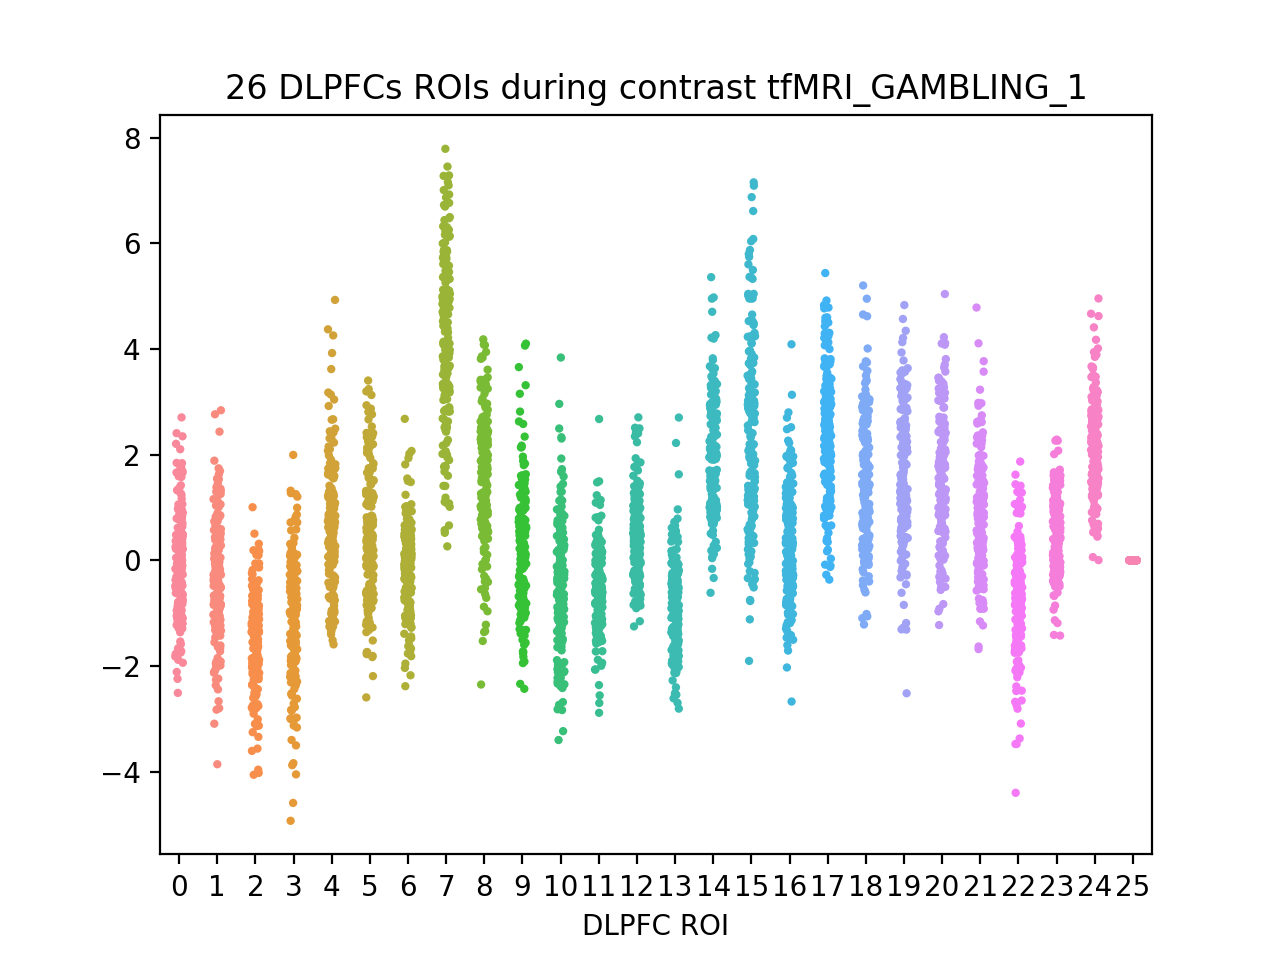 26 DLPFCs ROIs during contrast tfMRI_GAMBLING_1
8
6
4
2
0
−2
−4
0 1 2 3 4 5 6 7 8 9 10 11 12 13 14 15 16 17 18 19 20 21 22 23 24 25
DLPFC ROI